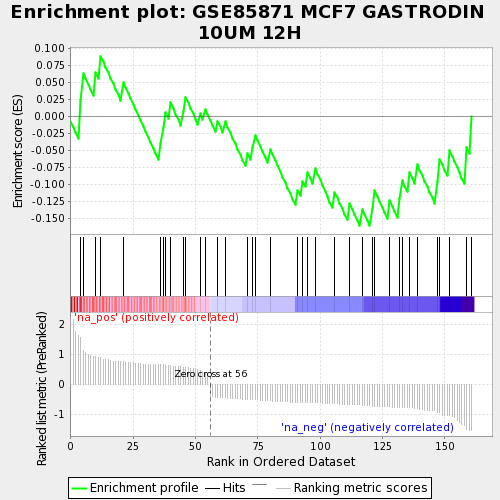 Enrichment plot: GSE85871 MCF7 GASTRODIN
10UM 12H
Enrichment score (ES)
0.100
0.075
0.050
0.025
0.000
-0.025
-0.050
-0.075
-0.100
-0.125
-0.150
'na_pos' (positively correlated)
Ranked list metric (PreRanked)
2
1
0
-1
Zero cross at 56
'na_neg' (negatively correlated)
0 25 50 75 100 125 150
Rank in Ordered Dataset
Enrichment profile Hits Ranking metric scores